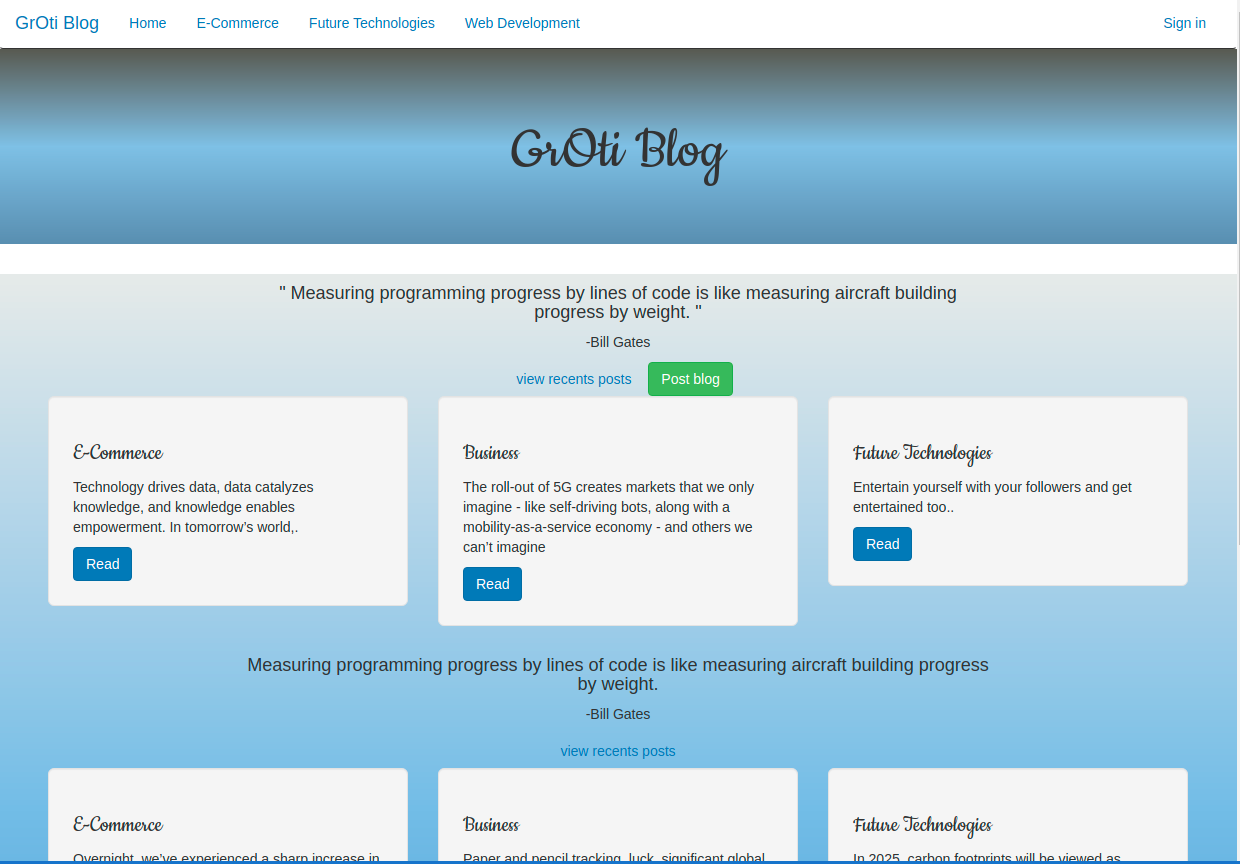 GrOti Blog Home E-Commerce Future Technologies Web Development Sign in
GrOti Blog
" Measuring programming progress by lines of code is like measuring aircraft building
progress by weight. "
-Bill Gates
view recents posts Post blog
E-Commerce
Technology drives data, data catalyzes
knowledge, and knowledge enables
empowerment. In tomorrow’s world,.
Read
Business
The roll-out of 5G creates markets that we only
imagine - like self-driving bots, along with a
mobility-as-a-service economy - and others we
can’t imagine
Read
Future Technologies
Entertain yourself with your followers and get
entertained too..
Read
Measuring programming progress by lines of code is like measuring aircraft building progress
by weight.
-Bill Gates
view recents posts
E-Commerce
Overnight, we’ve experienced a sharp increase in
Business
Paper and pencil tracking, luck, significant global
Future Technologies
In 2025, carbon footprints will be viewed as